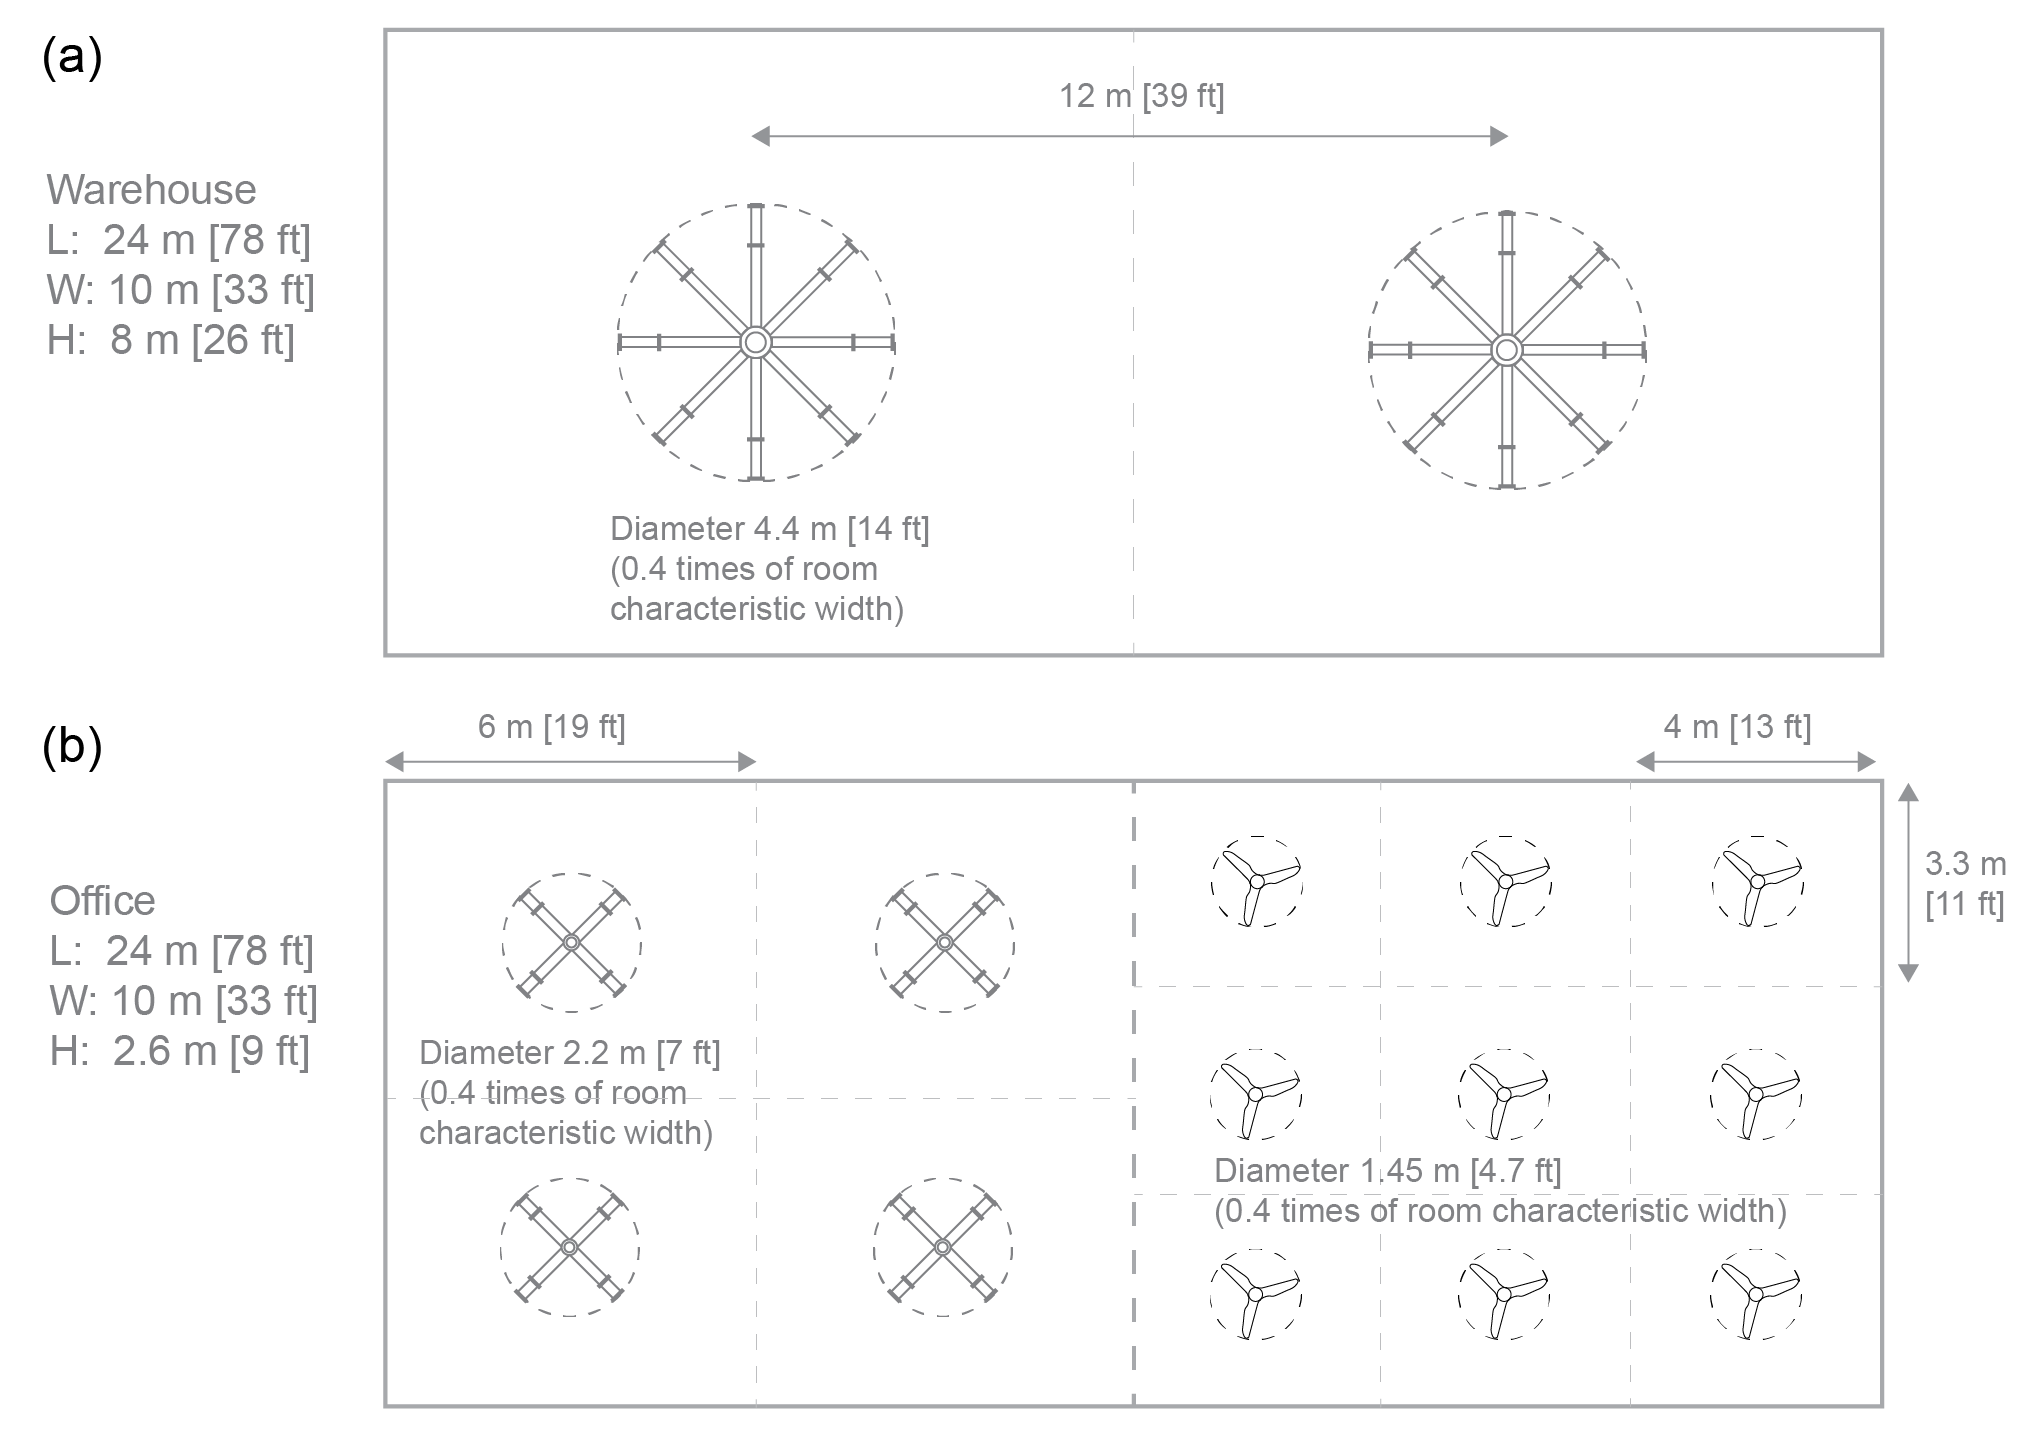 (a)
12 m [39 ft]
Warehouse
L: 24 m [78 ft]
W: 10 m [33 ft]
H: 8 m [26 ft]
Diameter 4.4 m [14 ft]
(0.4 times of room
characteristic width)
(b)
6 m [19 ft]
4 m [13 ft]
3.3 m
[11 ft]
Office
L: 24 m [78 ft]
W: 10 m [33 ft]
H: 2.6 m [9 ft]
Diameter 2.2 m [7 ft]
(0.4 times of room
characteristic width)
Diameter 1.45 m [4.7 ft]
(0.4 times of room characteristic width)